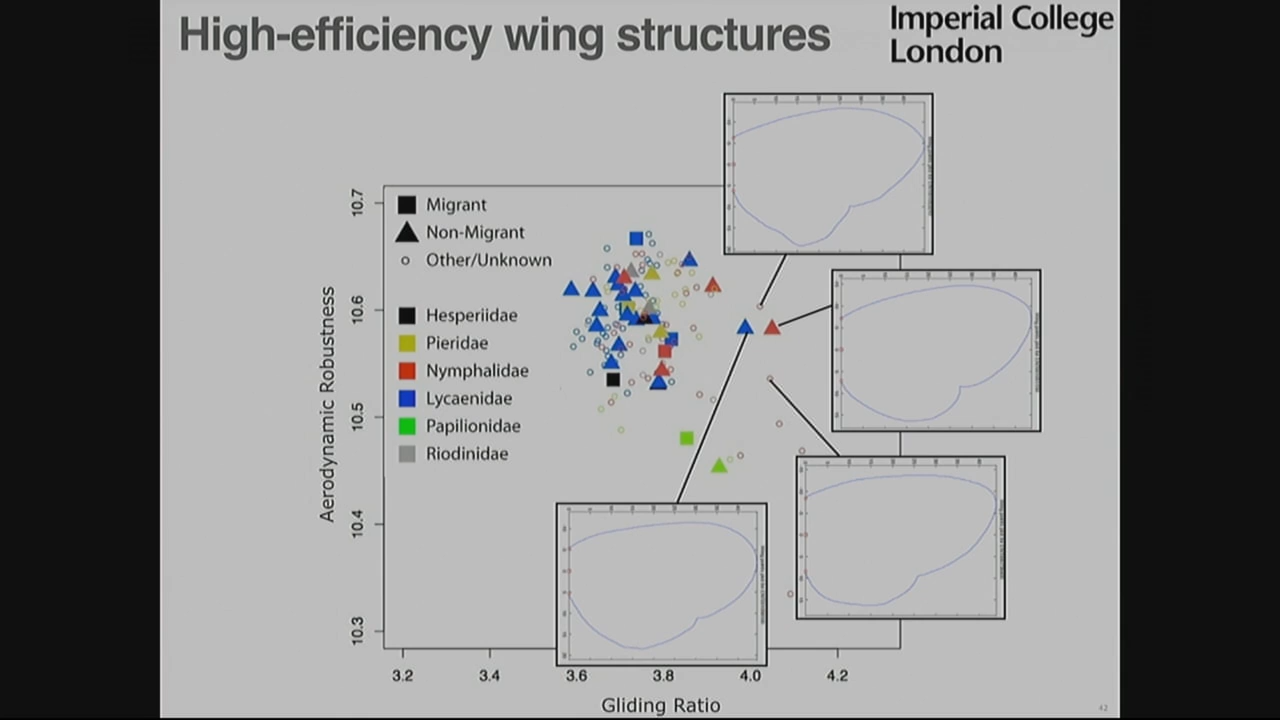 High-efficiency wing structures
Imperial College
London
10.7
10.6
10.5
10.4
10.3
Aerodynamic Robustness
Migrant
Non-Migrant
Other/Unknown
Hesperiidae
Pieridae
Nymphalidae
Lycaenidae
Papilionidae
Riodinidae
3.2
3.4
3.6
3.8
4.0
4.2
Gliding Ratio
42